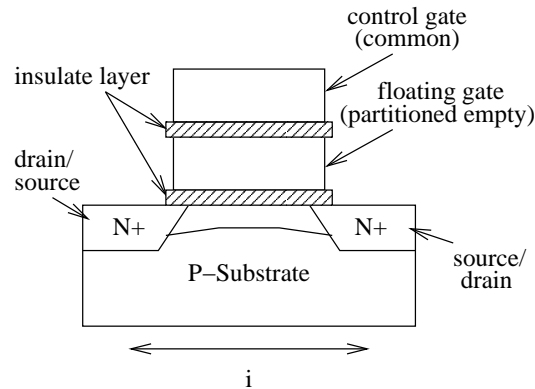 control gate
(common)
insulate layer
floating gate
(partitioned empty)
drain/
source
N+
N+
P–Substrate
source/
drain
i